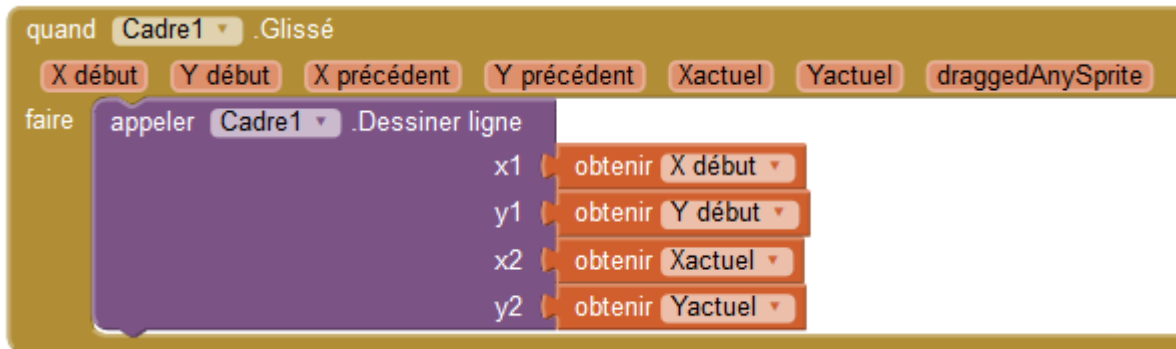 quand Cadre1 .Glissé
X début Y début X précédent Y précédent Xactuel Yactuel draggedAnySprite
faire appeler Cadre1 .Dessiner ligne
x1 obtenir X début
y1 obtenir Y début
x2 obtenir Xactuel
y2 obtenir Yactuel